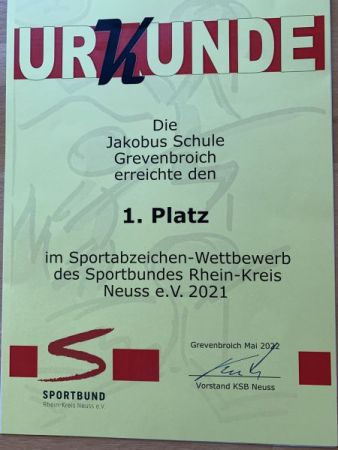 URKUNDE
Die
Jakobus Schule
Grevenbroich
erreichte den
1. Platz
im Sportabzeichen-Wettbewerb
des Sportbundes Rhein-Kreis
Neuss e.V. 2021
Grevenbroich Mai 2022
Vorstand KSB Neuss
SPORTBUND
Rhein-Kreis Neuss e.V.